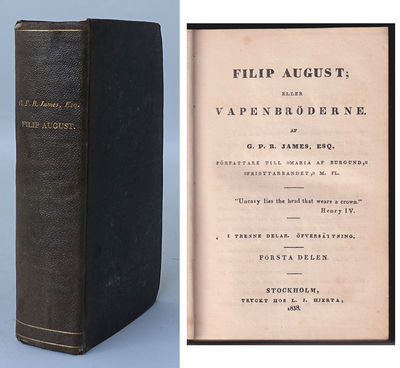 G. P. R. James, Esq.
FILIP AUGUST.
FILIP AUGUST;
ELLER
VAPENBRÖDERNE.
AF
G. P. R. JAMES, ESQ.
FÖRFATTARE TILL »MARIA AF BURGUND,»
»FRIGYTTARBANDET,» M. FL.
"Uneasy lies the head that wears a crown."
Henry IV.
I TRENNE DELAR. ÖFVERSÄTTNING.
FÖRSTA DELEN.
STOCKHOLM,
TRYCKT HOS L. J. HJERTA,
1838.